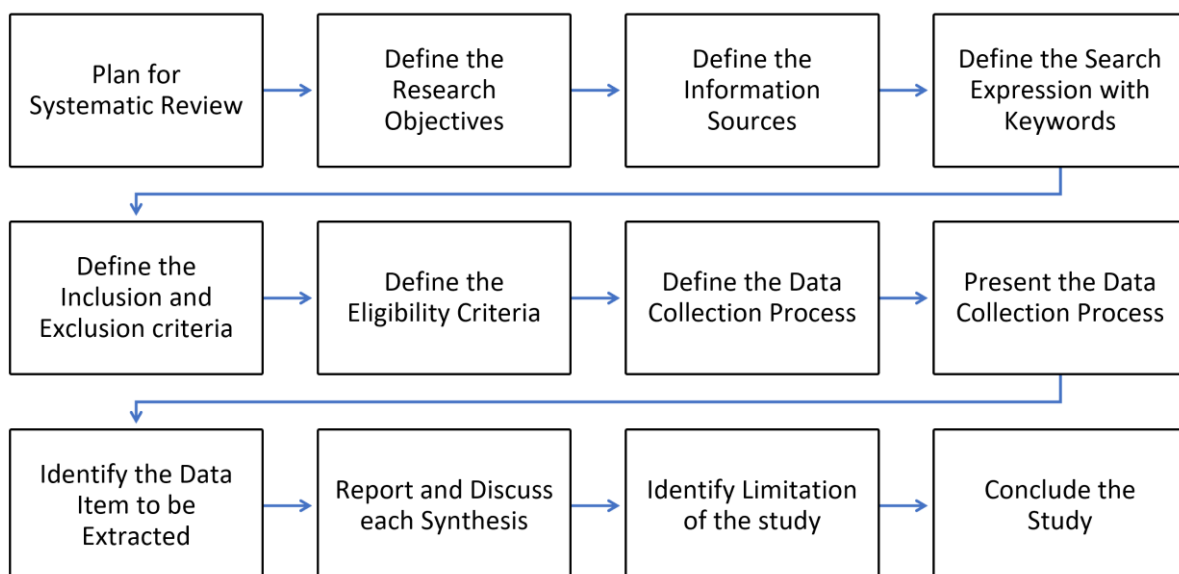 Plan for
Systematic Review
Define the
Research
Objectives
Define the
Information
Sources
Define the Search
Expression with
Keywords
Define the
Inclusion and
Exclusion criteria
Define the
Eligibility Criteria
Define the Data
Collection Process
Present the Data
Collection Process
Identify the Data
Item to be
Extracted
Report and Discuss
each Synthesis
Identify Limitation
of the study
Conclude the
Study